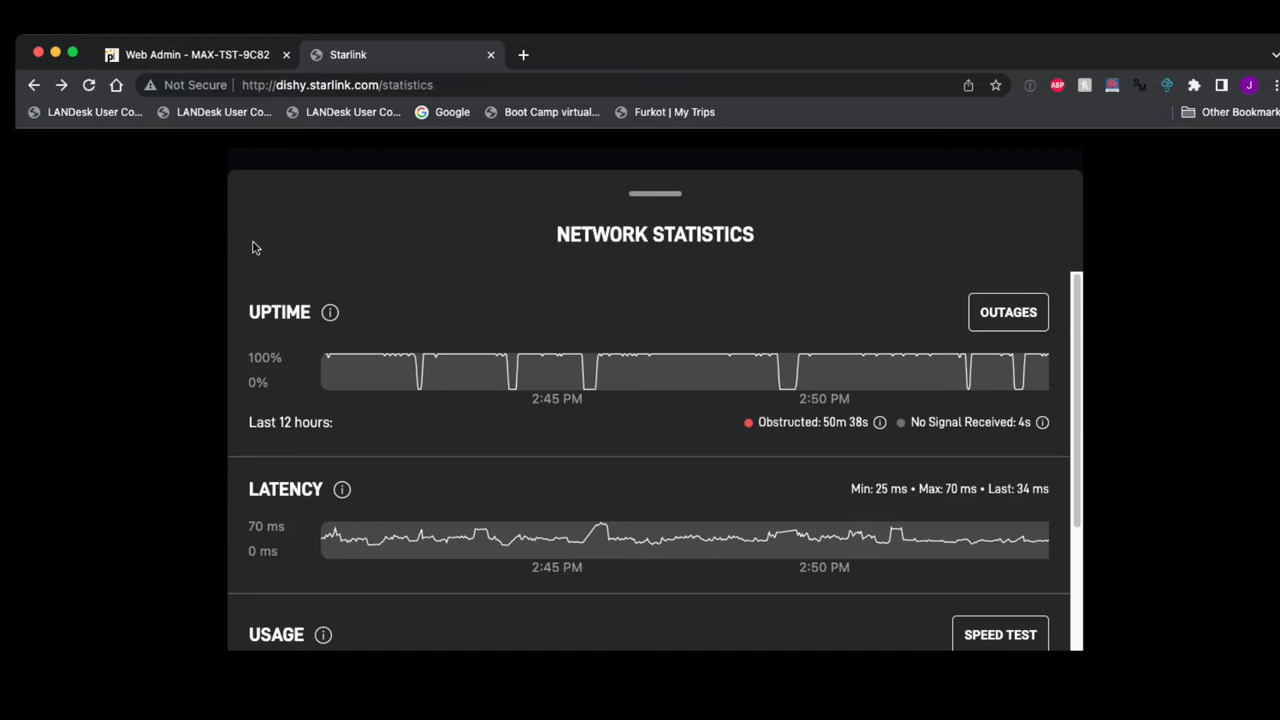 Web Admin - MAX-TST-9C82
Starlink
Not Secure | http://dishy.starlink.com/statistics
ABP
SM
J
LANDesk User Co...
LANDesk User Co...
LANDesk User Co...
Google
Boot Camp virtual...
Furkot | My Trips
Other Bookmark
NETWORK STATISTICS
UPTIME
OUTAGES
100%
0%
2:45 PM
2:50 PM
Last 12 hours:
Obstructed: 50m 38s
No Signal Received: 4s
LATENCY
Min: 25 ms • Max: 70 ms • Last: 34 ms
70 ms
0 ms
2:45 PM
2:50 PM
USAGE
SPEED TEST